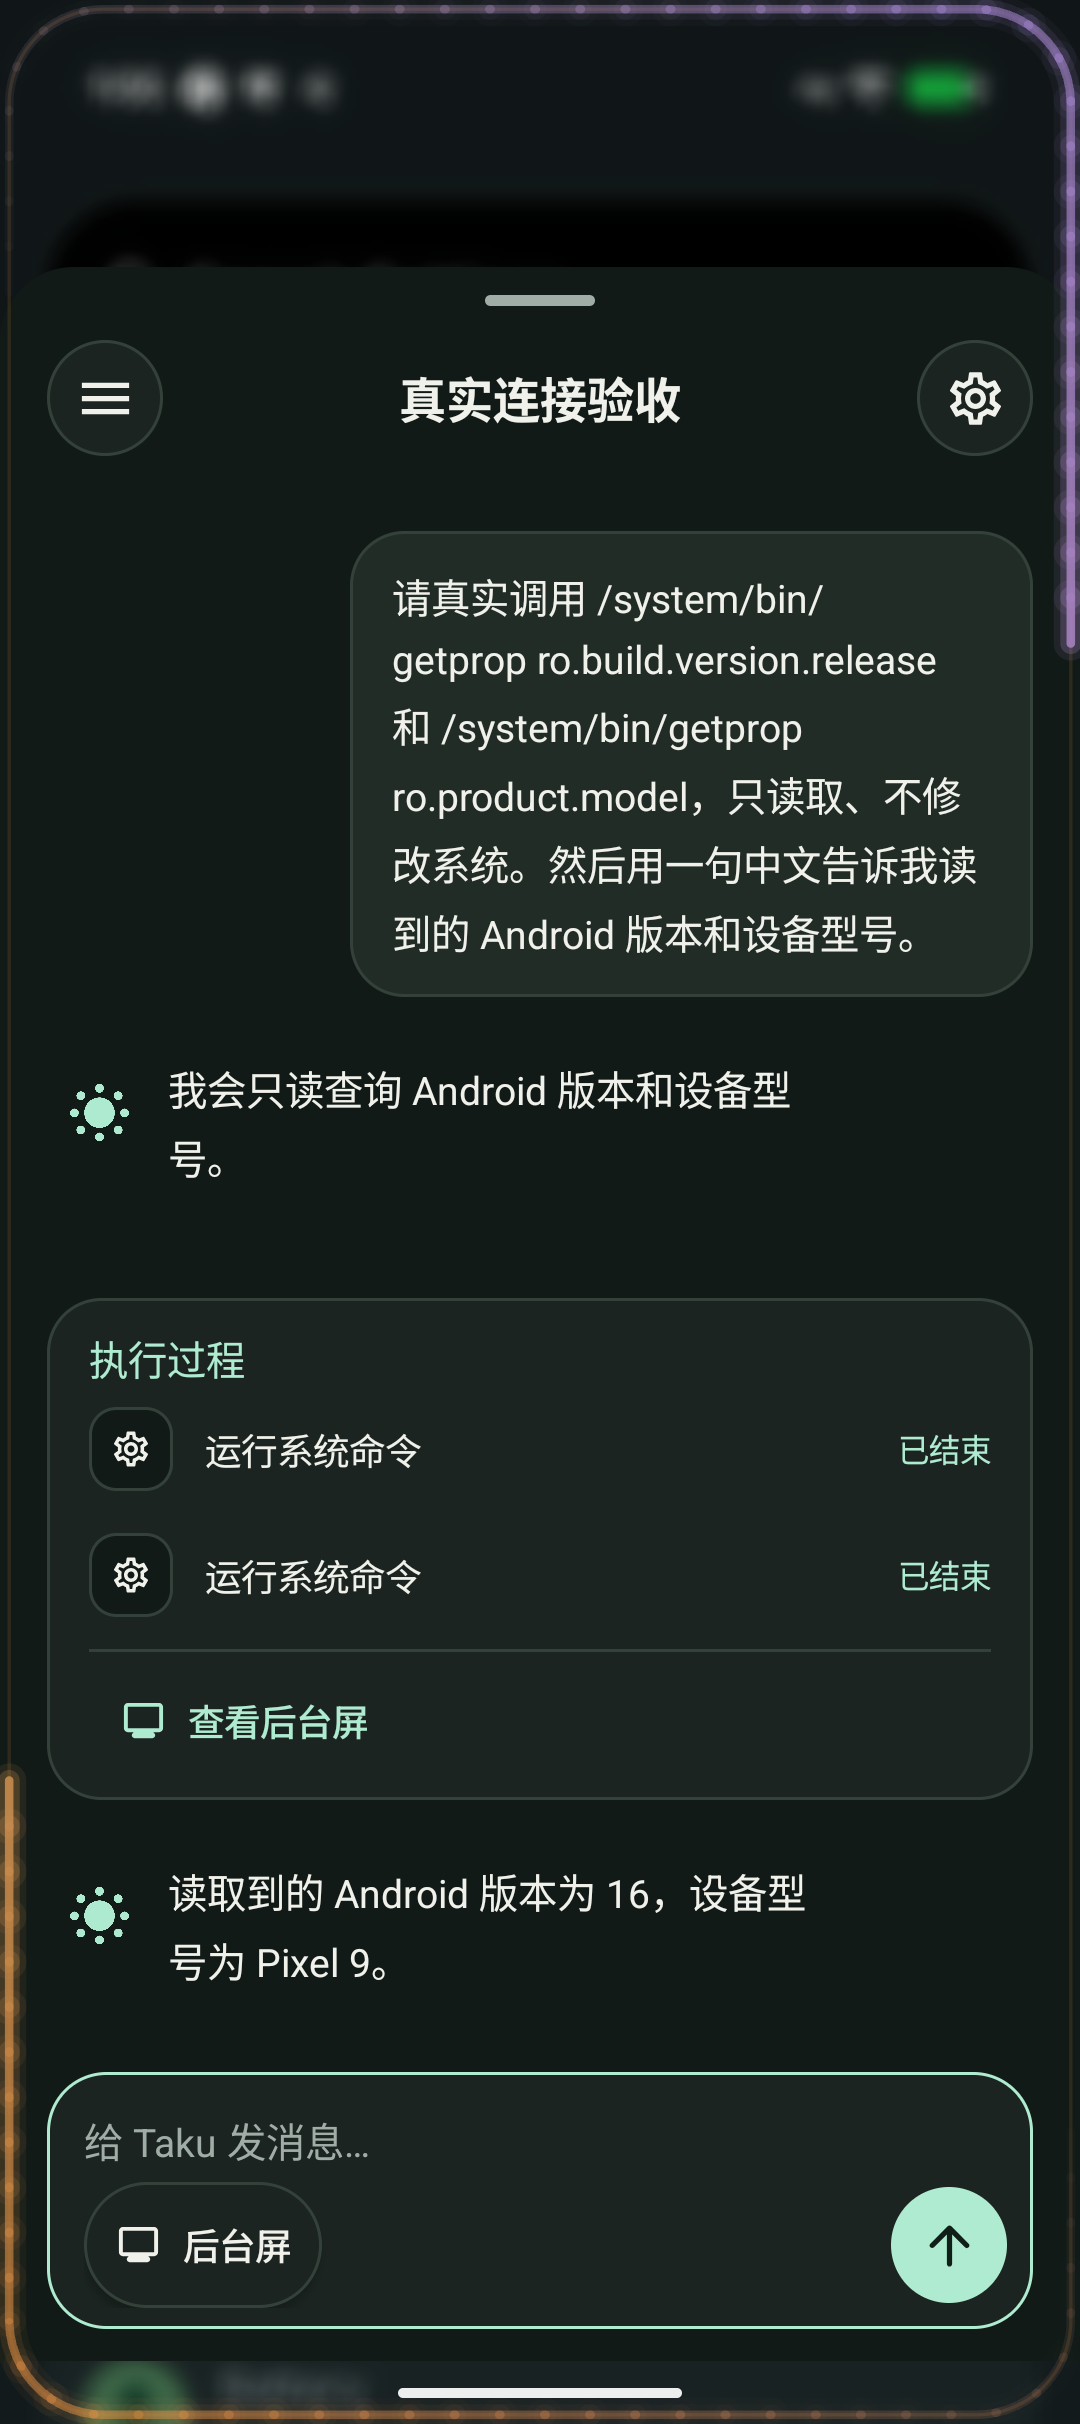 真实连接验收
请真实调用 /system/bin/
getprop ro.build.version.release
和 /system/bin/getprop
ro.product.model，只读取、不修
改系统。然后用一句中文告诉我读
到的 Android 版本和设备型号。
我会只读查询 Android 版本和设备型
号。
执行过程
运行系统命令 已结束
运行系统命令 已结束
查看后台屏
读取到的 Android 版本为 16，设备型
号为 Pixel 9。
给 Taku 发消息…
后台屏